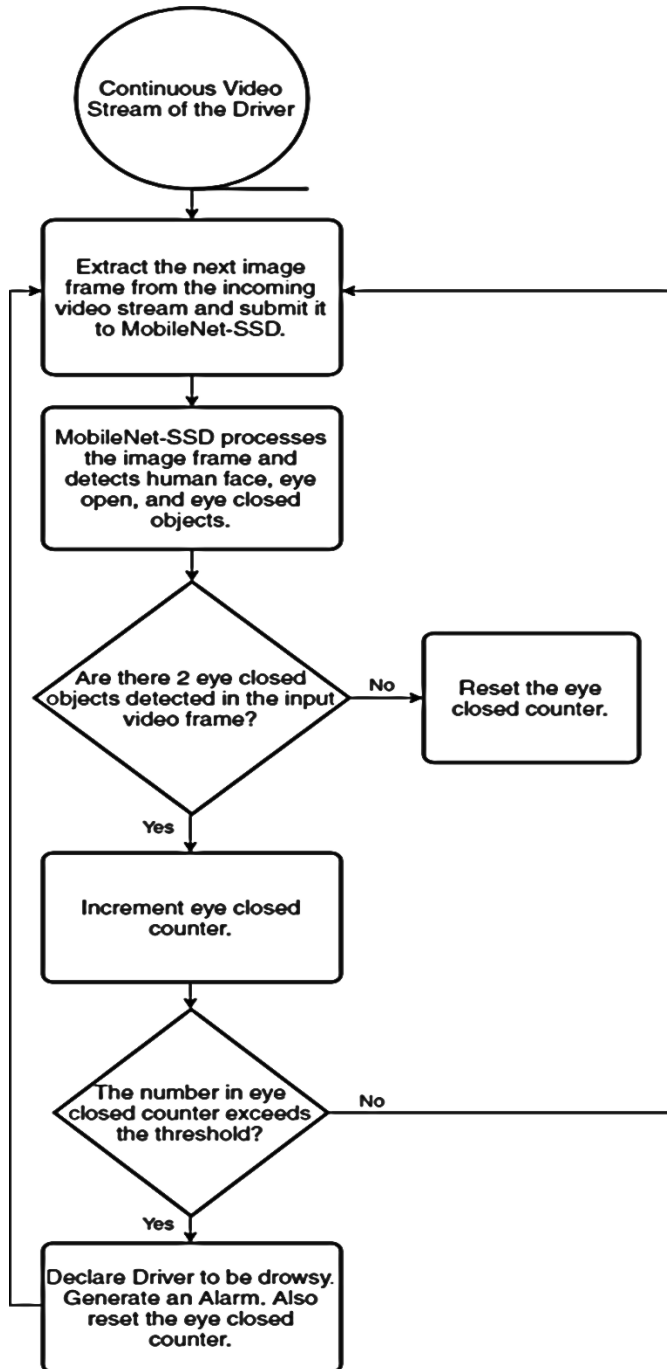 Continuous Video
Stream of the Driver
Extract the next image
frame from the incoming
video stream and submit it
to MobileNet-SSD.
MobileNet-SSD processes
the image frame and
detects human face, eye
open, and eye closed
objects.
Are there 2 eye closed
objects detected in the input
video frame?
No
Reset the eye
closed counter.
Yes
Increment eye closed
counter.
The number in eye
closed counter exceeds
the threshold?
No
Yes
Declare Driver to be drowsy.
Generate an Alarm. Also
reset the eye closed
counter.